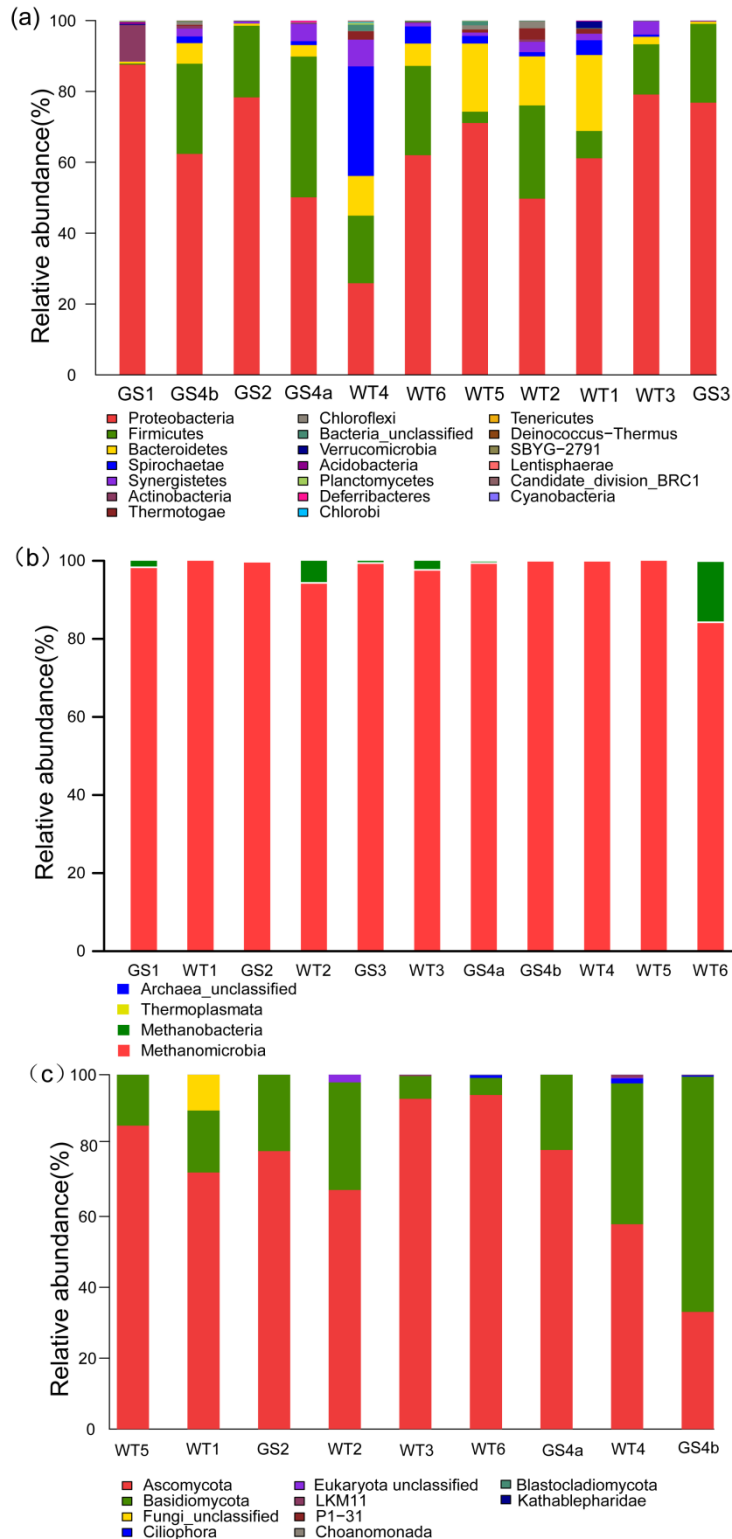 (a)
Relative abundance(%)
100
80
60
40
20
0
GS1 GS4b GS2 GS4a WT4 WT6 WT5 WT2 WT1 WT3 GS3
Proteobacteria Chloroflexi Tenericutes
Firmicutes Bacteria_unclassified Deinococcus−Thermus
Bacteroidetes Verrucomicrobia SBYG−2791
Spirochaetae Acidobacteria Lentisphaerae
Synergistetes Planctomycetes Candidate_division_BRC1
Actinobacteria Deferribacteres Cyanobacteria
Thermotogae Chlorobi
(b)
Relative abundance(%)
100
80
60
40
20
0
GS1 WT1 GS2 WT2 GS3 WT3 GS4a GS4b WT4 WT5 WT6
Archaea_unclassified
Thermoplasmata
Methanobacteria
Methanomicrobia
(c)
Relative abundance(%)
100
80
60
40
20
0
WT5 WT1 GS2 WT2 WT3 WT6 GS4a WT4 GS4b
Ascomycota Eukaryota unclassified Blastocladiomycota
Basidiomycota LKM11 Kathablepharidae
Fungi_unclassified P1−31
Ciliophora Choanomonada